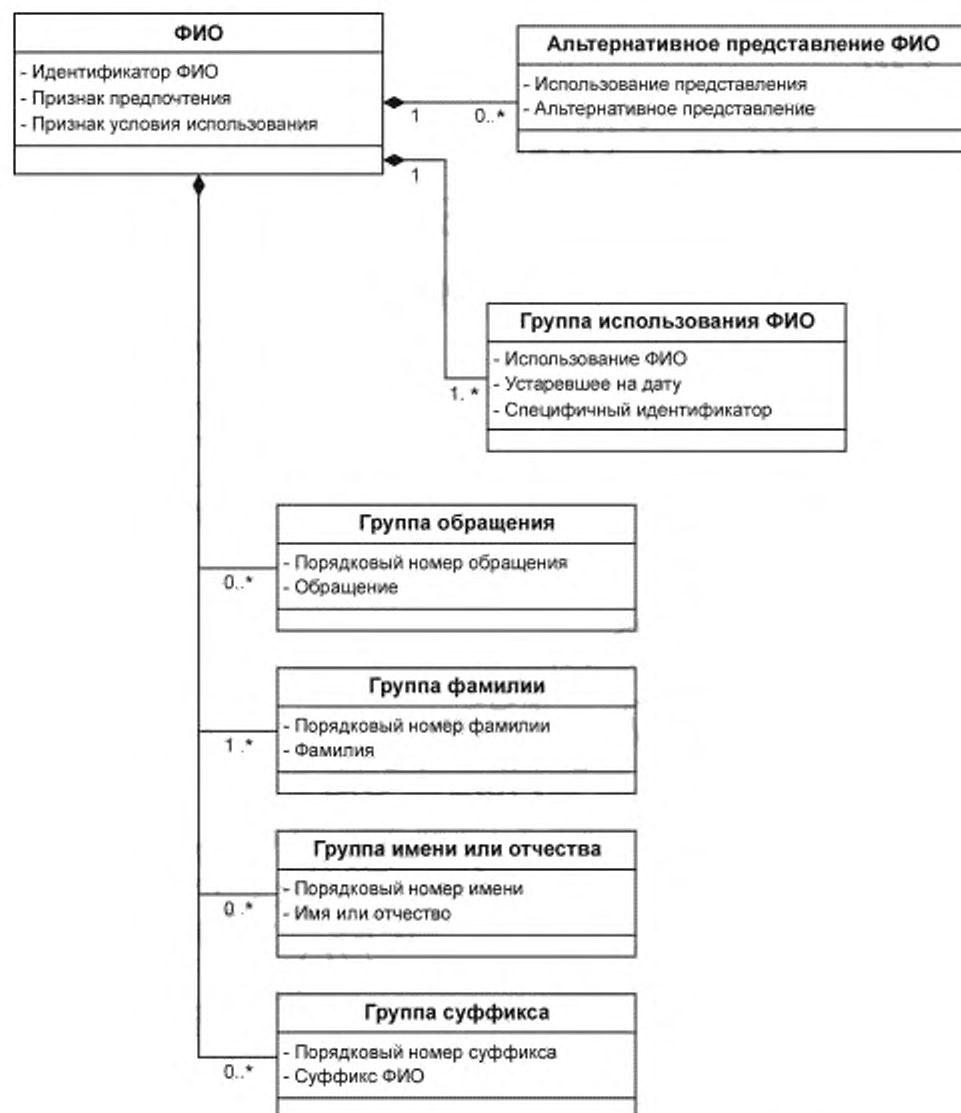 ФИО
- Идентификатор ФИО
- Признак предпочтения
- Признак условия использования
Альтернативное представление ФИО
- Использование представления
- Альтернативное представление
1
0..*
1
Группа использования ФИО
- Использование ФИО
- Устаревшее на дату
- Специфичный идентификатор
1. *
Группа обращения
- Порядковый номер обращения
- Обращение
0..*
Группа фамилии
- Порядковый номер фамилии
- Фамилия
1 .*
Группа имени или отчества
- Порядковый номер имени
- Имя или отчество
0 .*
Группа суффикса
- Порядковый номер суффикса
- Суффикс ФИО
0..*